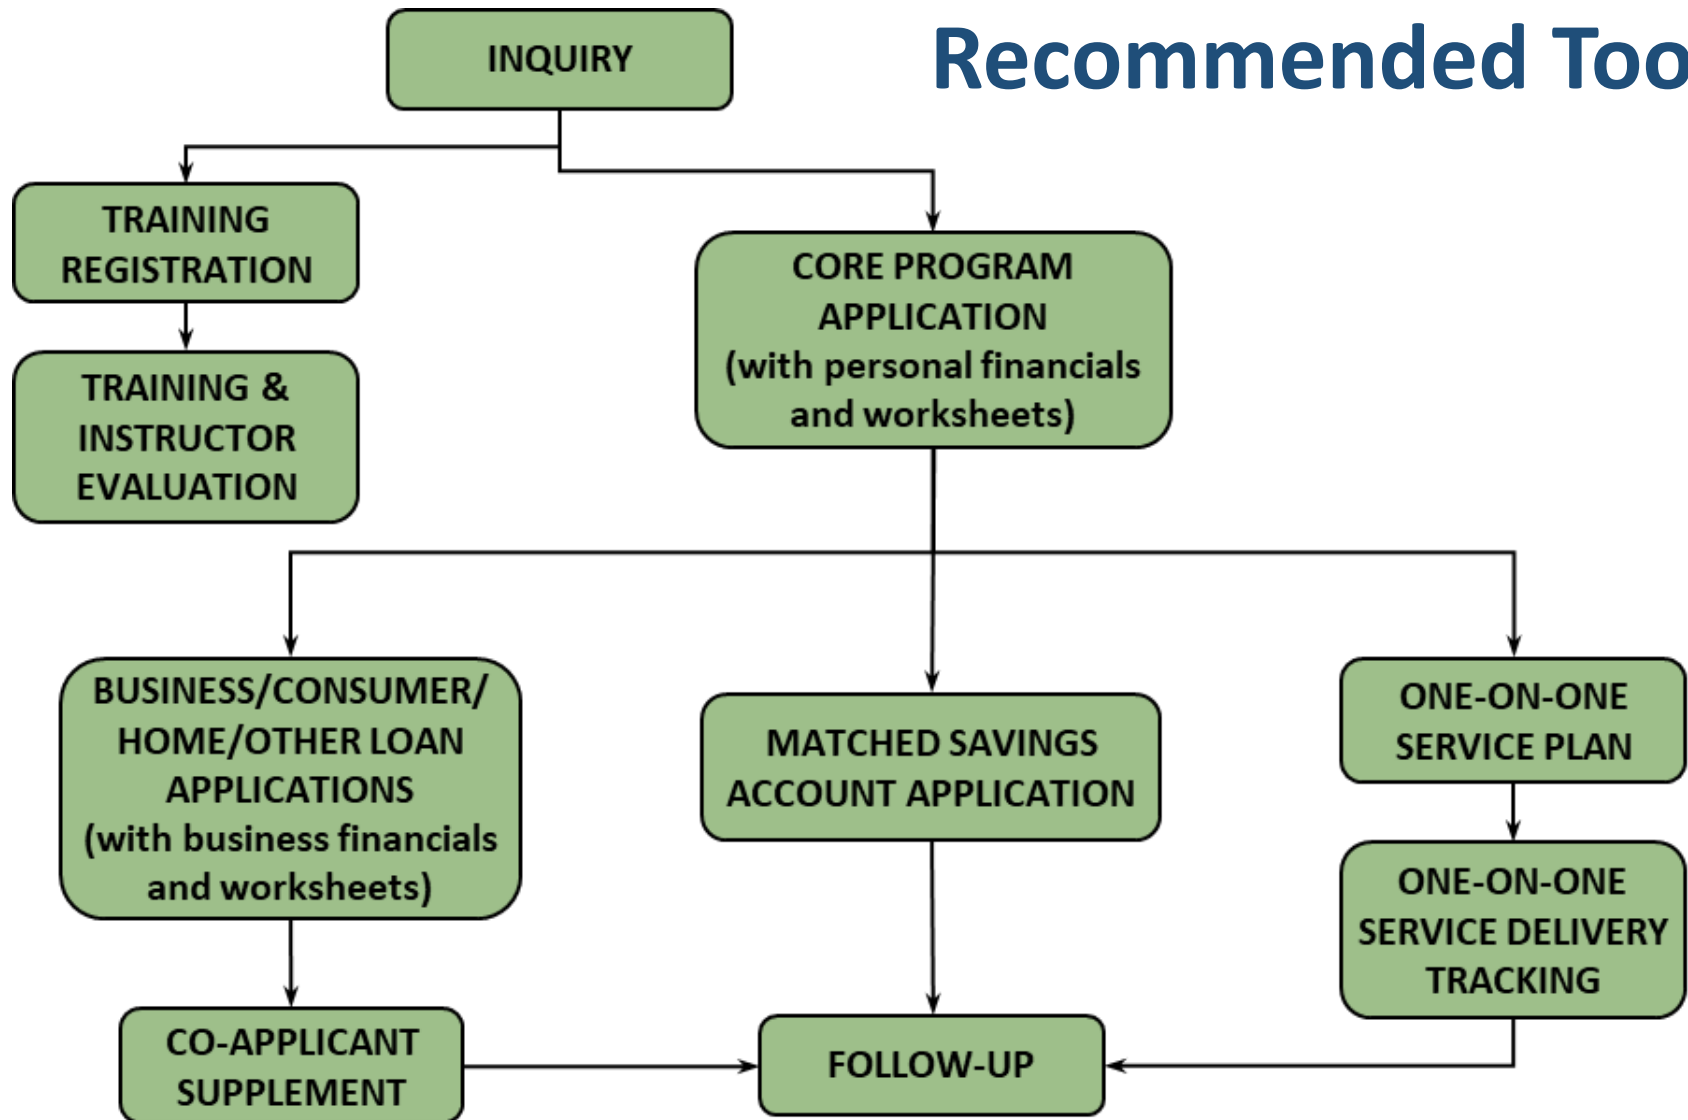 Recommended Too
INQUIRY
TRAINING
REGISTRATION
TRAINING &
INSTRUCTOR
EVALUATION
CORE PROGRAM
APPLICATION
(with personal financials
and worksheets)
BUSINESS/CONSUMER/
HOME/OTHER LOAN
APPLICATIONS
(with business financials
and worksheets)
MATCHED SAVINGS
ACCOUNT APPLICATION
ONE-ON-ONE
SERVICE PLAN
ONE-ON-ONE
SERVICE DELIVERY
TRACKING
CO-APPLICANT
SUPPLEMENT
FOLLOW-UP